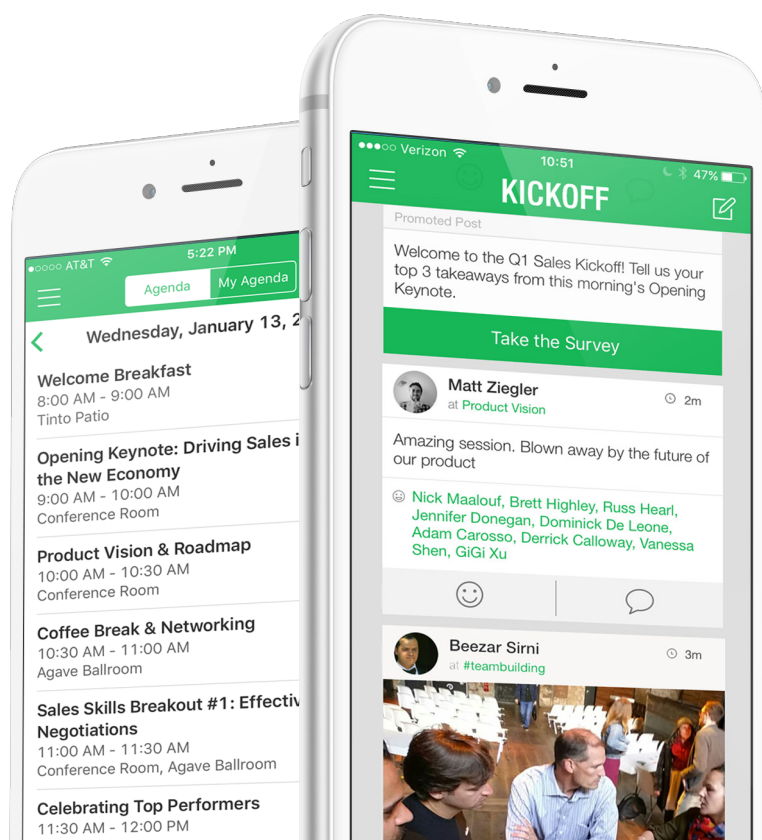 AT&T
5:22 PM
Agenda
My Agenda
Wednesday, January 13, 2
Welcome Breakfast
8:00 AM - 9:00 AM
Tinto Patio
Opening Keynote: Driving Sales i
the New Economy
9:00 AM - 10:00 AM
Conference Room
Product Vision & Roadmap
10:00 AM - 10:30 AM
Conference Room
Coffee Break & Networking
10:30 AM - 11:00 AM
Agave Ballroom
Sales Skills Breakout #1: Effectiv
Negotiations
11:00 AM - 11:30 AM
Conference Room, Agave Ballroom
Celebrating Top Performers
11:30 AM - 12:00 PM
Verizon
10:51
47%
KICKOFF
Promoted Post
Welcome to the Q1 Sales Kickoff! Tell us your
top 3 takeaways from this morning's Opening
Keynote.
Take the Survey
Matt Ziegler
2m
at Product Vision
Amazing session. Blown away by the future of
our product
Nick Maalouf, Brett Highley, Russ Hearl,
Jennifer Donegan, Dominick De Leone,
Adam Carosso, Derrick Calloway, Vanessa
Shen, GiGi Xu
Beezar Sirni
3m
at #teambuilding